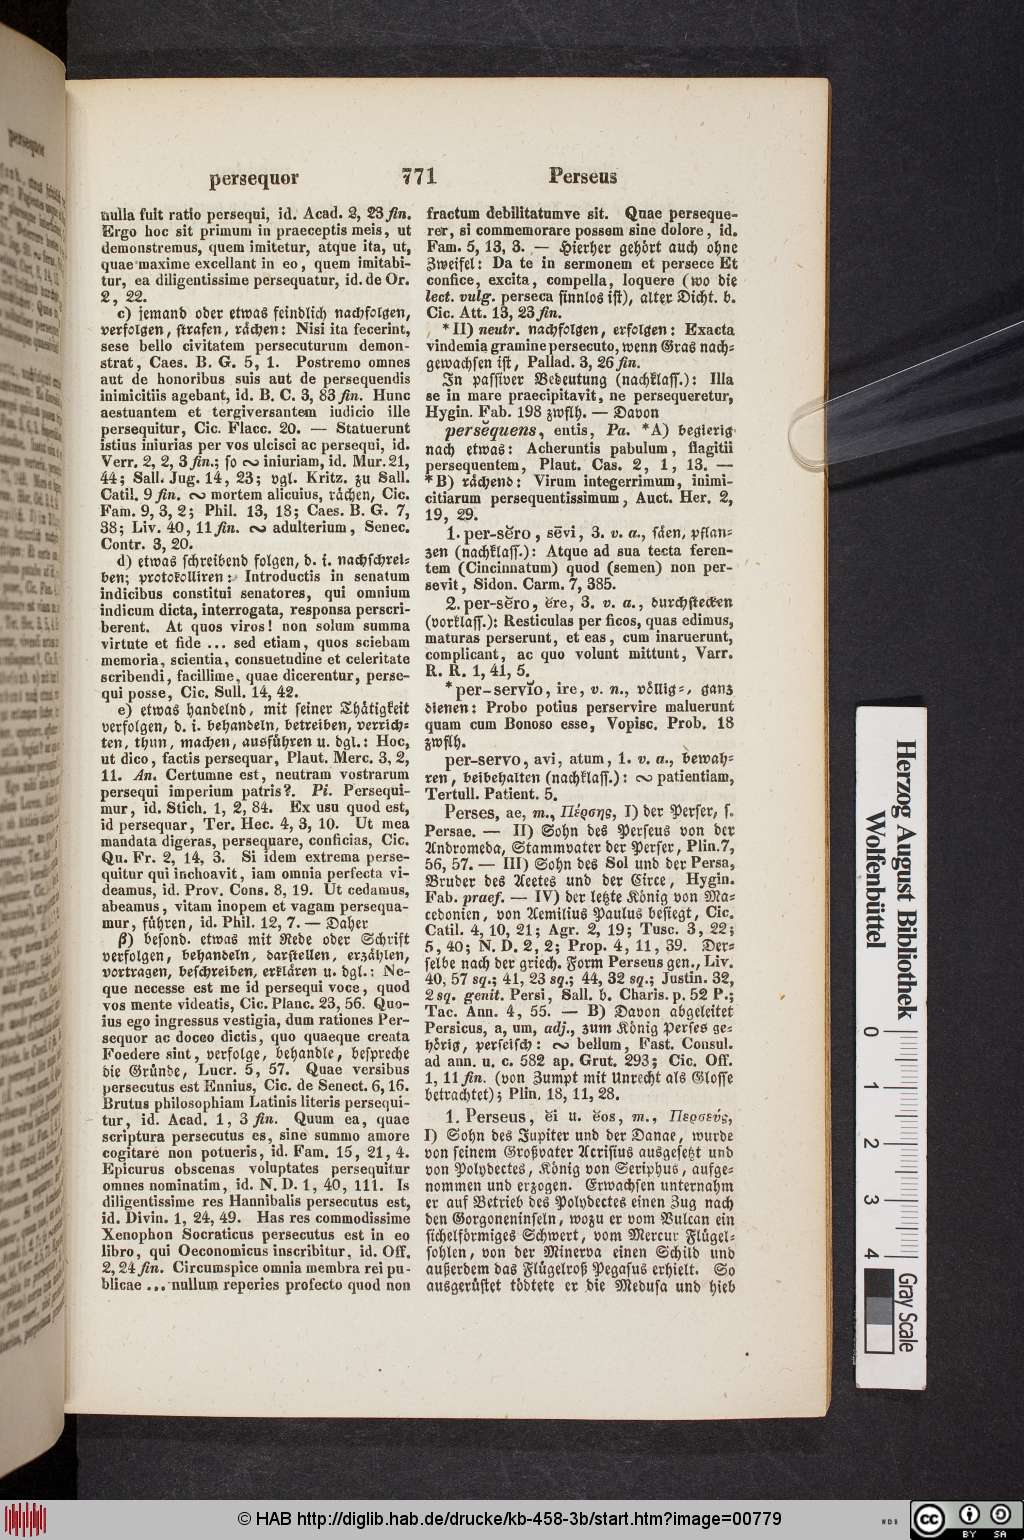 persequor 771 Perseus
nulla fuit ratio persequi, id. Acad. 2, 23 fin.
Ergo hoc sit primum in praeceptis meis, ut
demonstremus, quem imitetur, atque ita, ut,
quae maxime excellant in eo, quem imitabi-
tur, ea diligentissime persequatur, id. de Or.
2, 22.
c) jemand oder etwas feindlich nachfolgen,
verfolgen, ſtrafen, rächen: Nisi ita fecerint,
sese bello civitatem persecuturum demon-
strat, Caes. B. G. 5, 1. Postremo omnes
aut de honoribus suis aut de persequendis
inimicitiis agebant, id. B. C. 3, 83 fin. Hunc
aestuantem et tergiversantem iudicio ille
persequitur, Cic. Flacc. 20. — Statuerunt
istius iniurias per vos ulcisci ac persequi, id.
Verr. 2, 2, 3 fin.; ſo ∾ iniuriam, id. Mur. 21,
44; Sall. Jug. 14, 23; vgl. Kritz. zu Sall.
Catil. 9 fin. ∾ mortem alicuius, rächen, Cic.
Fam. 9, 3, 2; Phil. 13, 18; Caes. B. G. 7,
38; Liv. 40, 11 fin. ∾ adulterium, Senec.
Contr. 3, 20.
d) etwas ſchreibend folgen, d. i. nachſchrei-
ben; protokolliren: Introductis in senatum
indicibus constitui senatores, qui omnium
indicum dicta, interrogata, responsa perscri-
berent. At quos viros! non solum summa
virtute et fide ... sed etiam, quos sciebam
memoria, scientia, consuetudine et celeritate
scribendi, facillime, quae dicerentur, perse-
qui posse, Cic. Sull. 14, 42.
e) etwas handelnd, mit ſeiner Thätigkeit
verfolgen, d. i. behandeln, betreiben, verrich-
ten, thun, machen, ausführen u. dgl.: Hoc,
ut dico, factis persequar, Plaut. Merc. 3, 2,
11. An. Certumne est, neutram vostrarum
persequi imperium patris?. Pi. Persequi-
mur, id. Stich. 1, 2, 84. Ex usu quod est,
id persequar, Ter. Hec. 4, 3, 10. Ut mea
mandata digeras, persequare, conficias, Cic.
Qu. Fr. 2, 14, 3. Si idem extrema perse-
quitur qui inchoavit, iam omnia perfecta vi-
deamus, id. Prov. Cons. 8, 19. Ut cedamus,
abeamus, vitam inopem et vagam persequa-
mur, führen, id. Phil. 12, 7. — Daher
β) beſond. etwas mit Rede oder Schrift
verfolgen, behandeln, darſtellen, erzählen,
vortragen, beſchreiben, erklären u. dgl.: Ne-
que necesse est me id persequi voce, quod
vos mente videatis, Cic. Planc. 23, 56. Quo-
ius ego ingressus vestigia, dum rationes Per-
sequor ac doceo dictis, quo quaeque creata
Foedere sint, verfolge, behandle, beſpreche
die Gründe, Lucr. 5, 57. Quae versibus
persecutus est Ennius, Cic. de Senect. 6, 16.
Brutus philosophiam Latinis literis persequi-
tur, id. Acad. 1, 3 fin. Quum ea, quae
scriptura persecutus es, sine summo amore
cogitare non potueris, id. Fam. 15, 21, 4.
Epicurus obscenas voluptates persequitur
omnes nominatim, id. N. D. 1, 40, 111. Is
diligentissime res Hannibalis persecutus est,
id. Divin. 1, 24, 49. Has res commodissime
Xenophon Socraticus persecutus est in eo
libro, qui Oeconomicus inscribitur, id. Off.
2, 24 fin. Circumspice omnia membra rei pu-
blicae ... nullum reperies profecto quod non
fractum debilitatumve sit. Quae perseque-
rer, si commemorare possem sine dolore, id.
Fam. 5, 13, 3. — Hierher gehört auch ohne
Zweifel: Da te in sermonem et persece Et
confice, excita, compella, loquere (wo die
lect. vulg. perseca ſinnlos iſt), alter Dicht. b.
Cic. Att. 13, 23 fin.
*II) neutr. nachfolgen, erfolgen: Exacta
vindemia gramine persecuto, wenn Gras nach-
gewachſen iſt, Pallad. 3, 26 fin.
In paſſiver Bedeutung (nachklaſſ.): Illa
se in mare praecipitavit, ne persequeretur,
Hygin. Fab. 198 zwflh. — Davon
persĕquens, entis, Pa. *A) begierig
nach etwas: Acheruntis pabulum, flagitii
persequentem, Plaut. Cas. 2, 1, 13. —
*B) rächend: Virum integerrimum, inimi-
citiarum persequentissimum, Auct. Her. 2,
19, 29.
1. per-sĕro, sēvi, 3. v. a., ſäen, pflan-
zen (nachklaſſ.): Atque ad sua tecta feren-
tem (Cincinnatum) quod (semen) non per-
sevit, Sidon. Carm. 7, 385.
2. per-sĕro, ĕre, 3. v. a., durchſtecken
(vorklaſſ.): Resticulas per ficos, quas edimus,
maturas perserunt, et eas, cum inaruerunt,
complicant, ac quo volunt mittunt, Varr.
R. R. 1, 41, 5.
*per-servĭo, ire, v. n., völlig-, ganz
dienen: Probo potius perservire maluerunt
quam cum Bonoso esse, Vopisc. Prob. 18
zwflh.
per-servo, avi, atum, 1. v. a., bewah-
ren, beibehalten (nachklaſſ.): ∾ patientiam,
Tertull. Patient. 5.
Perses, ae, m., Πέρσης, I) der Perſer, ſ.
Persae. — II) Sohn des Perſeus von der
Andromeda, Stammvater der Perſer, Plin. 7,
56, 57. — III) Sohn des Sol und der Persa,
Bruder des Aeetes und der Circe, Hygin.
Fab. praef. — IV) der letzte König von Ma-
cedonien, von Aemilius Paulus beſiegt, Cic.
Catil. 4, 10, 21; Agr. 2, 19; Tusc. 3, 22;
5, 40; N. D. 2, 2; Prop. 4, 11, 39. Der-
ſelbe nach der griech. Form Perseus gen., Liv.
40, 57 sq.; 41, 23 sq.; 44, 32 sq.; Justin. 32,
2 sq. genit. Persi, Sall. b. Charis. p. 52 P.;
Tac. Ann. 4, 55. — B) Davon abgeleitet
Persicus, a, um, adj., zum König Perſes ge-
hörig, perſeiſch: ∾ bellum, Fast. Consul.
ad ann. u. c. 582 ap. Grut. 293; Cic. Off.
1, 11 fin. (von Zumpt mit Unrecht als Gloſſe
betrachtet); Plin. 18, 11, 28.
1. Perseus, ĕi u. ĕos, m., Περσεύς,
I) Sohn des Jupiter und der Danae, wurde
von ſeinem Großvater Acriſius ausgeſetzt und
von Polydectes, König von Seriphus, aufge-
nommen und erzogen. Erwachſen unternahm
er auf Betrieb des Polydectes einen Zug nach
den Gorgoneninſeln, wozu er vom Vulcan ein
ſichelförmiges Schwert, vom Mercur Flügel-
ſohlen, von der Minerva einen Schild und
außerdem das Flügelroß Pegaſus erhielt. So
ausgerüſtet tödtete er die Meduſa und hieb
Herzog August Bibliothek
Wolfenbüttel
0 1 2 3 4
Gray Scale
© HAB http://diglib.hab.de/drucke/kb-458-3b/start.htm?image=00779
WDB
cc BY SA